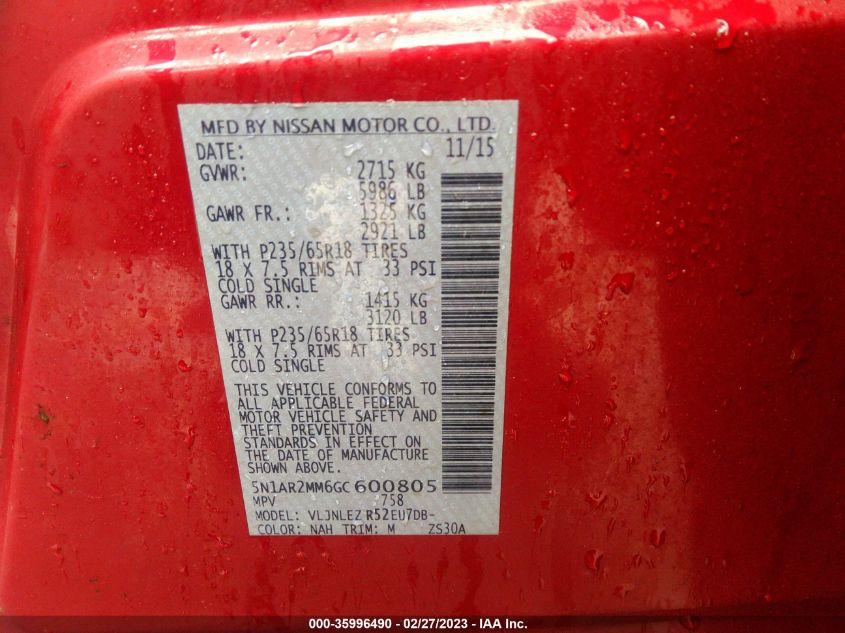 MFD BY NISSAN MOTOR CO., LTD.
DATE: 11/15
GVWR: 2715 KG
5986 LB
GAWR FR.: 1325 KG
2921 LB
WITH P235/65R18 TIRES
18 X 7.5 RIMS AT 33 PSI
COLD SINGLE
GAWR RR.: 1415 KG
3120 LB
WITH P235/65R18 TIRES
18 X 7.5 RIMS AT 33 PSI
COLD SINGLE
THIS VEHICLE CONFORMS TO
ALL APPLICABLE FEDERAL
MOTOR VEHICLE SAFETY AND
THEFT PREVENTION
STANDARDS IN EFFECT ON
THE DATE OF MANUFACTURE
SHOWN ABOVE.
5N1AR2MM6GC600805
MPV 758
MODEL: VLJNLEZ R52EU7DB-
COLOR: NAH TRIM: M ZS30A
000-35996490 - 02/27/2023 - IAA Inc.